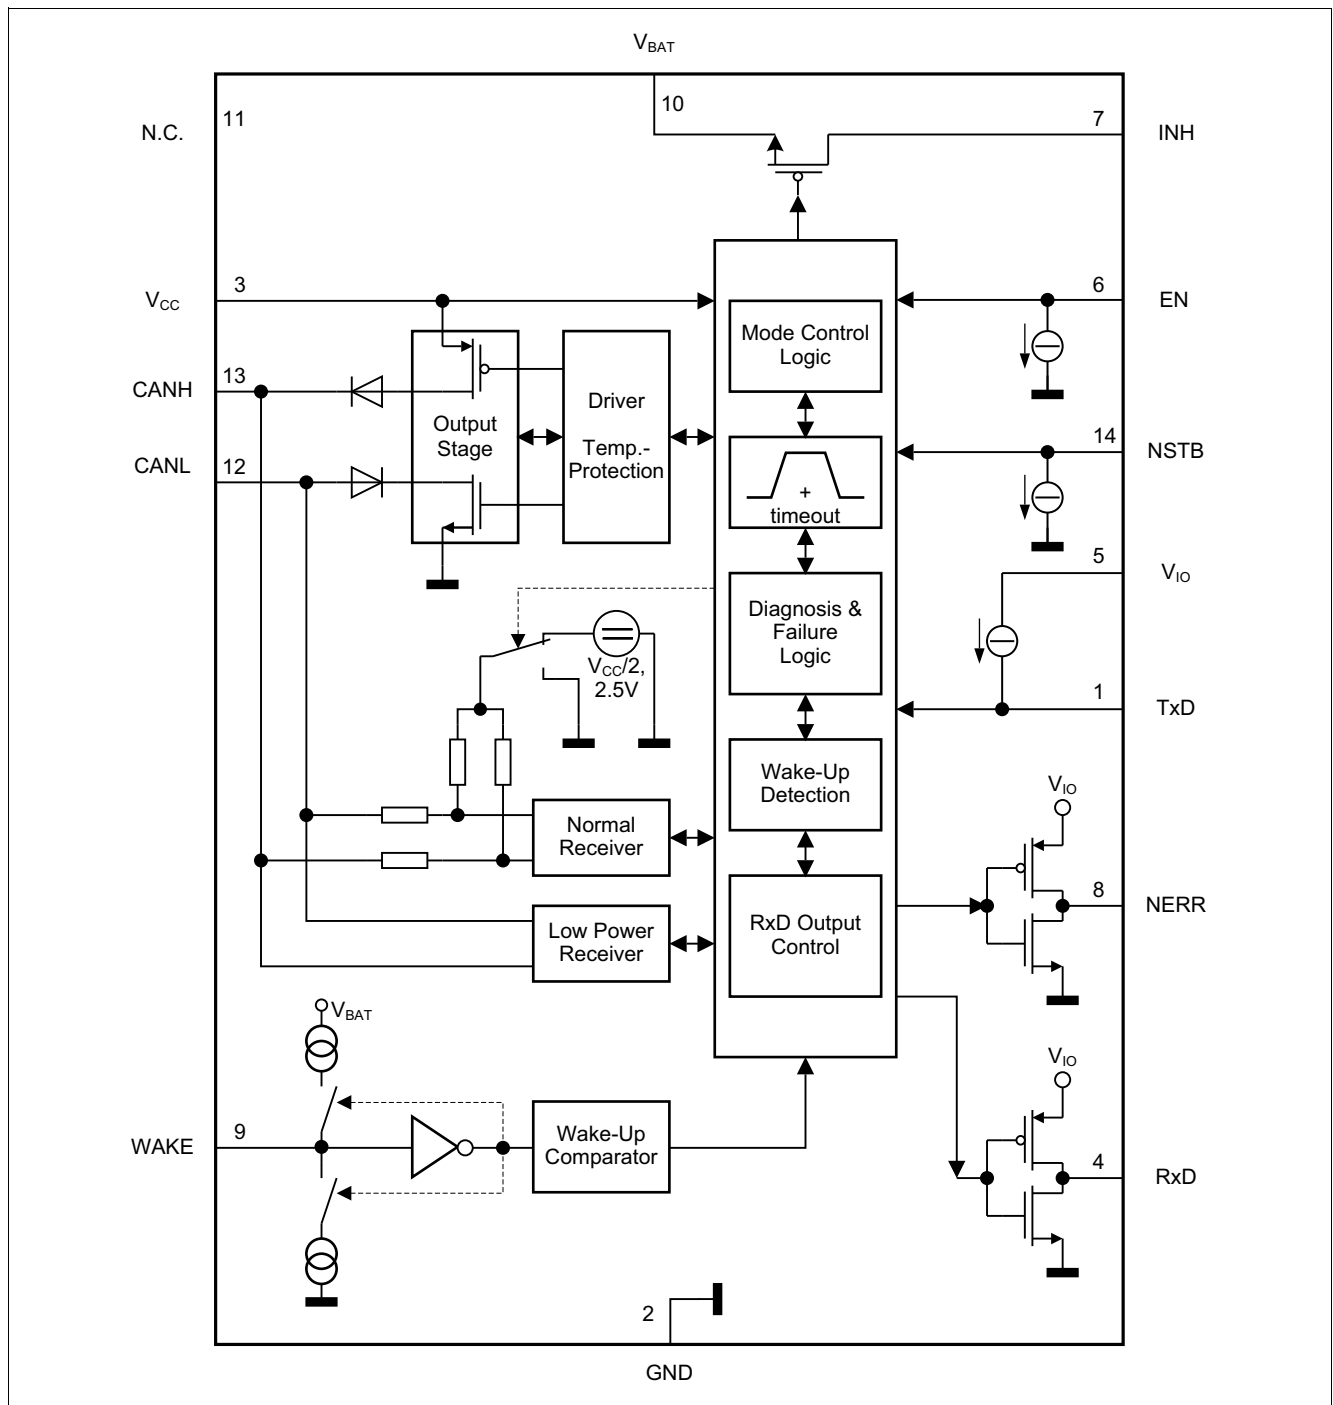 VBAT
10
7
N.C.
11
INH
3
6
VCC
EN
Mode Control
Logic
13
CANH
Driver
Output
Stage
Temp.-
Protection
14
NSTB
12
CANL
+
timeout
5
VIO
Diagnosis &
Failure
Logic
VCC/2,
2.5V
1
TxD
Wake-Up
Detection
VIO
Normal
Receiver
8
NERR
RxD Output
Control
Low Power
Receiver
VBAT
VIO
9
WAKE
Wake-Up
Comparator
4
RxD
2
GND